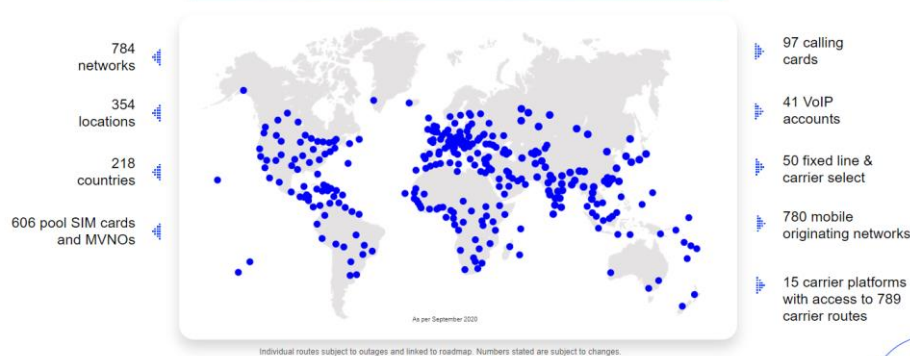 784
networks
354
locations
218
countries
606 pool SIM cards
and MVNOs
97 calling
cards
41 VoIP
accounts
50 fixed line &
carrier select
780 mobile
originating networks
15 carrier platforms
with access to 789
carrier routes
As per September 2020
Individual routes subject to outages and linked to roadmap. Numbers stated are subject to changes.